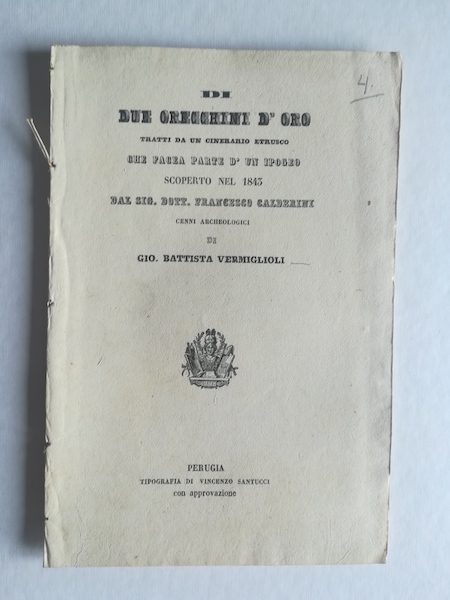 4.
DI
DUE ORECCHINI D' ORO
TRATTI DA UN CINERARIO ETRUSCO
CHE FACEA PARTE D' UN IPOGEO
SCOPERTO NEL 1843
DAL SIG. DOTT. FRANCESCO CALDERINI
CENNI ARCHEOLOGICI
DI
GIO. BATTISTA VERMIGLIOLI
PERUGIA
TIPOGRAFIA DI VINCENZO SANTUCCI
con approvazione